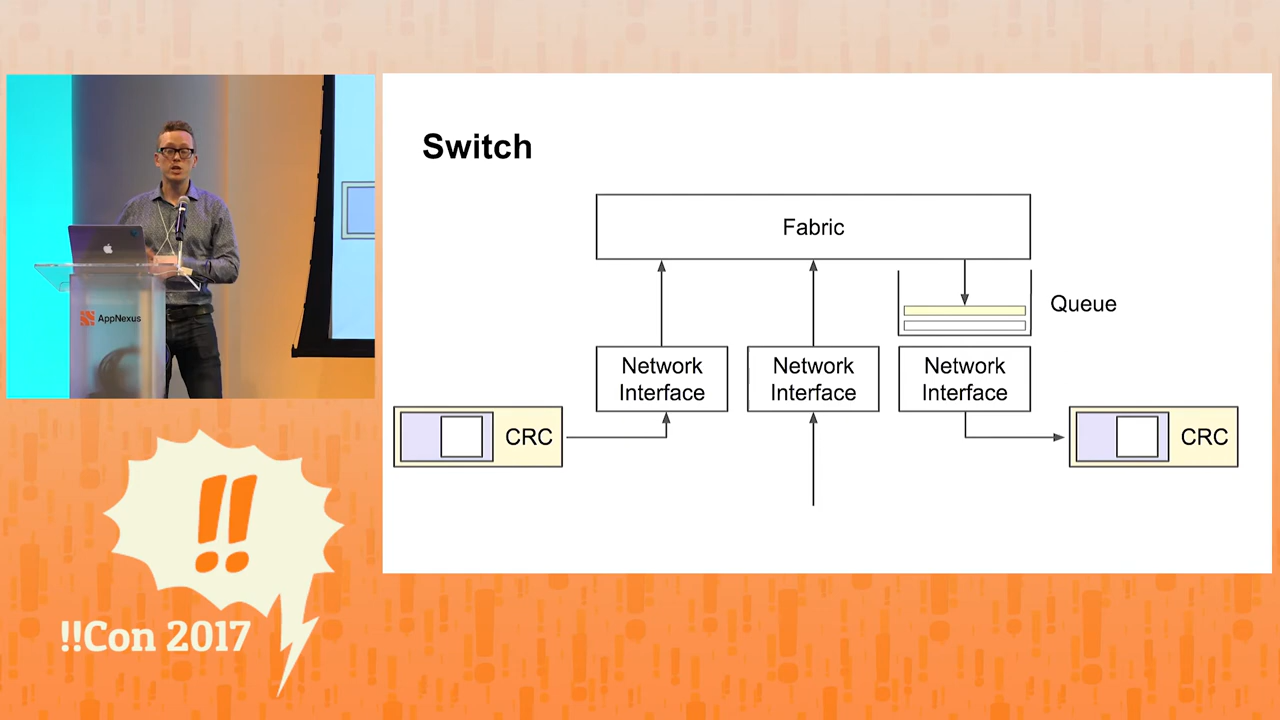 Switch
Fabric
Queue
Network
Interface
Network
Interface
Network
Interface
CRC
CRC
AppNexus
!!
!!Con 2017